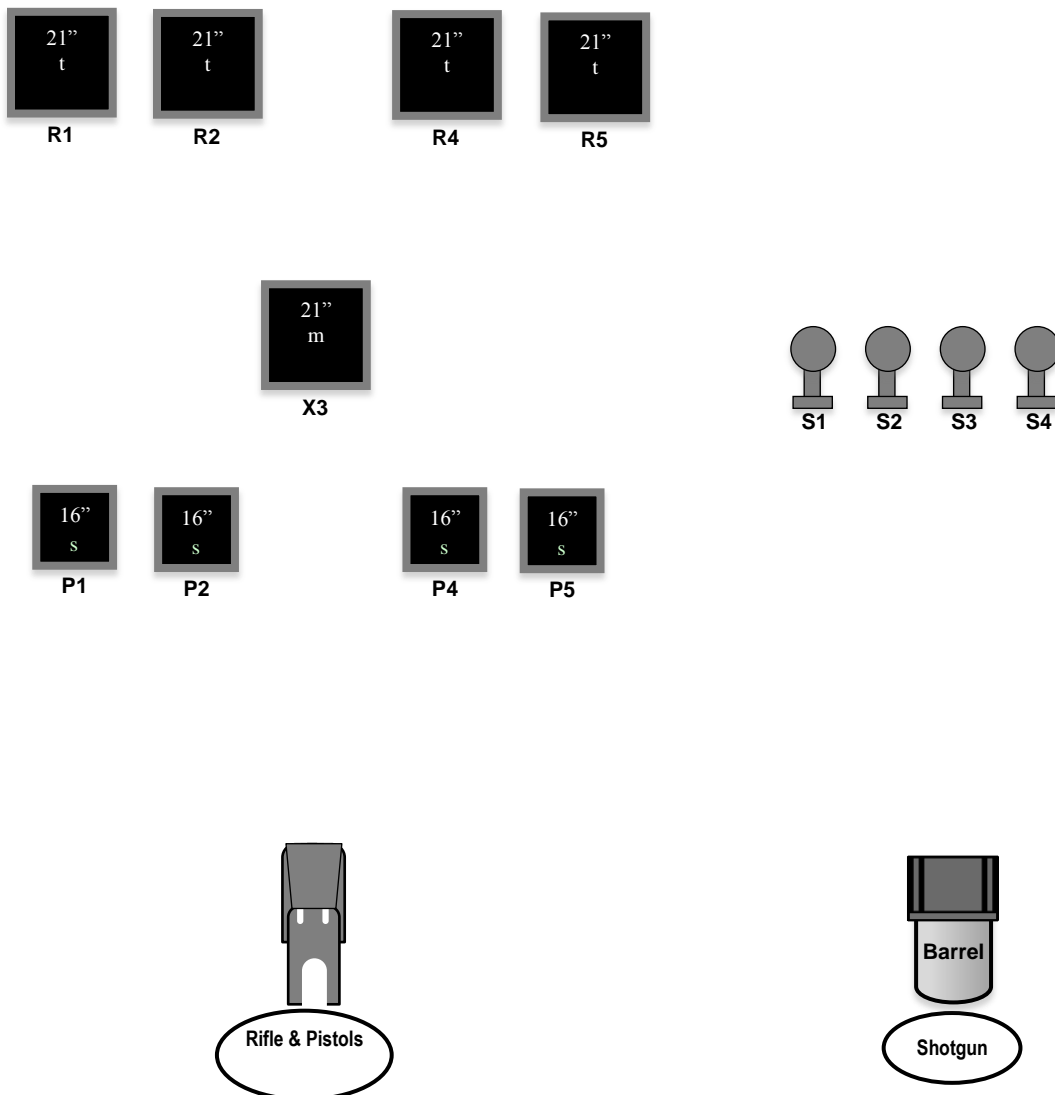 21”
t
21”
t
21”
t
21”
t
R1
R2
R4
R5
21”
m
X3
S1
S2
S3
S4
16”
s
16”
s
16”
s
16”
s
P1
P2
P4
P5
Barrel
Rifle & Pistols
Shotgun